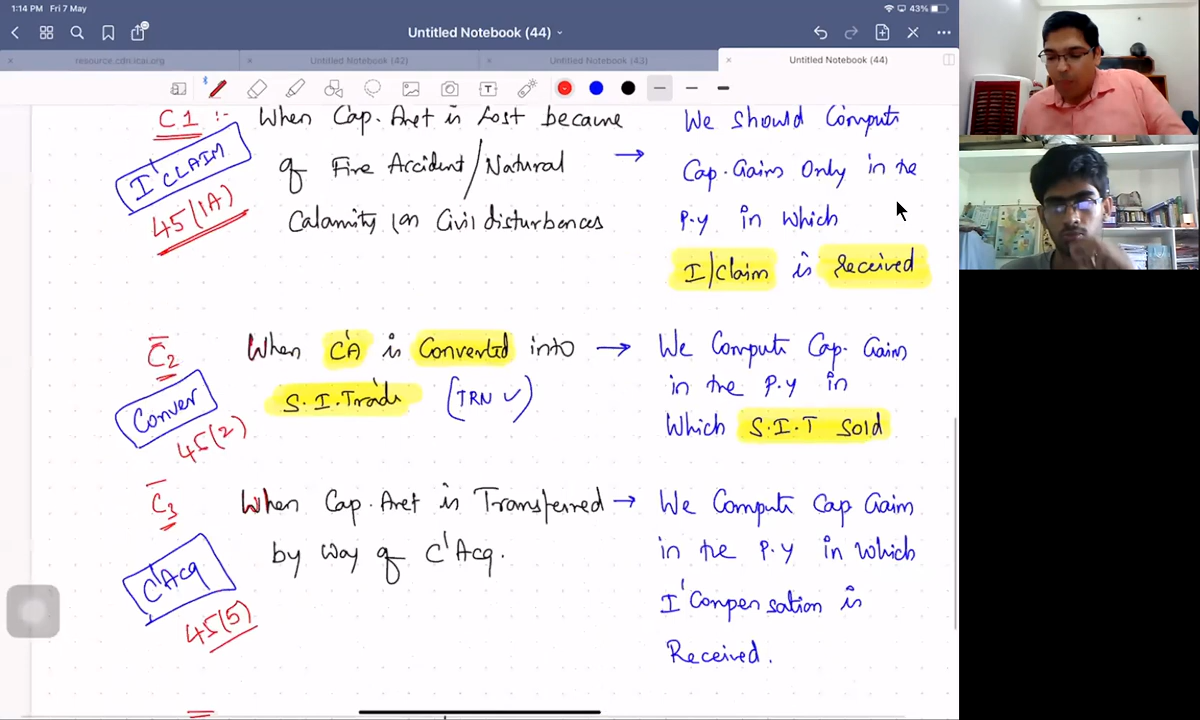 1:14 PM Fri 7 May
43%
Untitled Notebook (44)
resource.cdn.icai.org
Untitled Notebook (42)
Untitled Notebook (43)
Untitled Notebook (44)
C1 :-
When Cap. Asset is Lost because
of Fire Accident/Natural
Calamity (or Civil disturbances
→
We Should Compute
Cap. Gains Only in the
P.y in which
I/claim is Received
I'CLAIM
45(1A)
C2
When CA is Converted into
S.I.Trade (TRN ✓)
→
We Compute Cap. Gains
in the P.y in
Which S.I.T Sold
Conver
45(2)
C3
When Cap. Asset is Transferred
by Way of C'Acq.
→
We Compute Cap Gain
in the P.y in which
I'Compensation is
Received.
C'Acq
45(5)